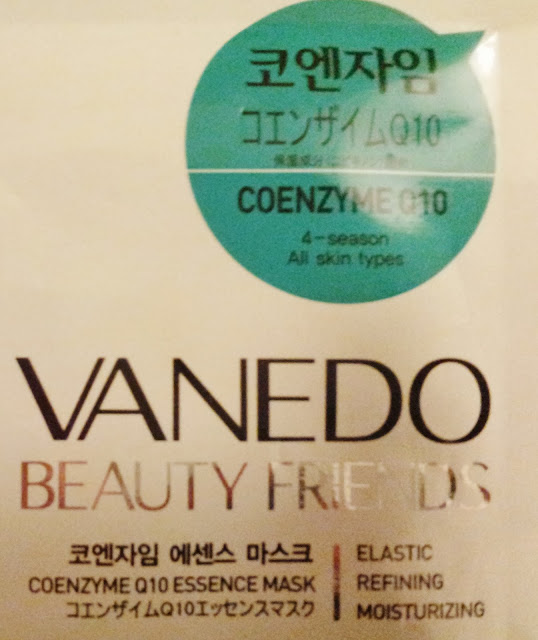 코엔자임
コエンザイムQ10
COENZYME Q10
4-season
All skin types
VANEDO
BEAUTY FRIENDS
코엔자임 에센스 마스크
COENZYME Q10 ESSENCE MASK
コエンザイムQ10エッセンスマスク
ELASTIC
REFINING
MOISTURIZING